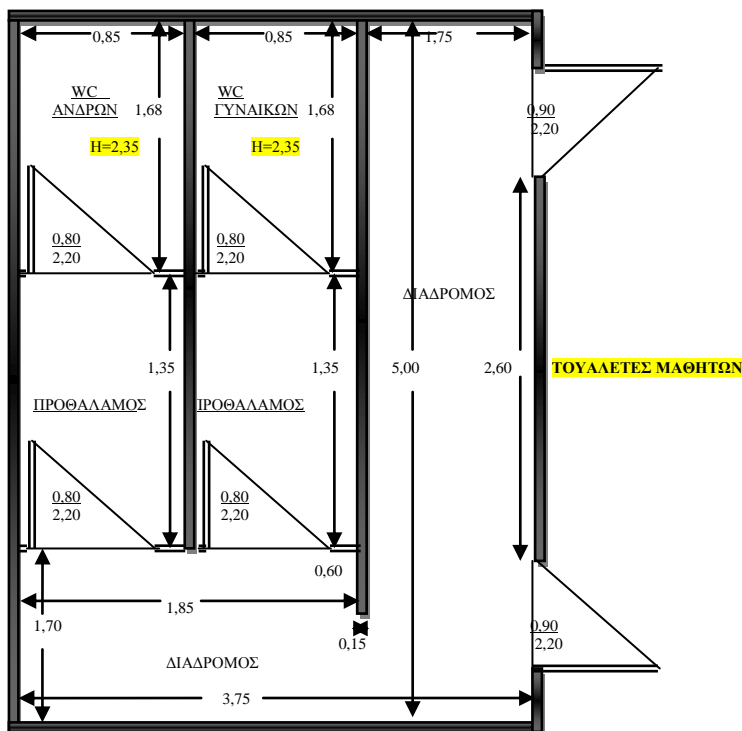 0,85
0,85
1,75
WC
ΑΝΔΡΩΝ
1,68
WC
ΓΥΝΑΙΚΩΝ
1,68
0,90
2,20
H=2,35
H=2,35
0,80
2,20
0,80
2,20
ΔΙΑΔΡΟΜΟΣ
1,35
1,35
5,00
2,60
ΤΟΥΑΛΕΤΕΣ ΜΑΘΗΤΩΝ
ΠΡΟΘΑΛΑΜΟΣ
ΠΡΟΘΑΛΑΜΟΣ
0,80
2,20
0,80
2,20
0,60
1,85
1,70
0,15
0,90
2,20
ΔΙΑΔΡΟΜΟΣ
3,75